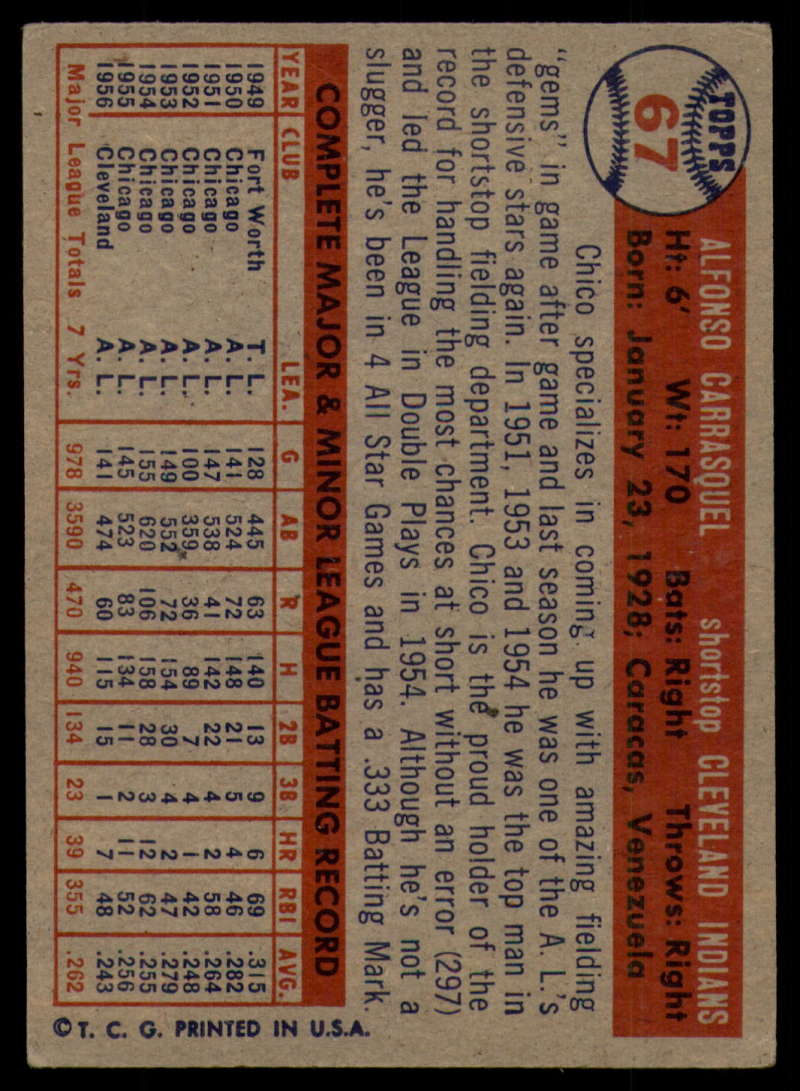 TOPPS
67
ALFONSO CARRASQUEL shortstop CLEVELAND INDIANS
Ht: 6' Wt: 170 Bats: Right Throws: Right
Born: January 23, 1928; Caracas, Venezuela
Chico specializes in coming up with amazing fielding
"gems" in game after game and last season he was one of the A. L.'s
defensive stars again. In 1951, 1953 and 1954 he was the top man in
the shortstop fielding department. Chico is the proud holder of the
record for handling the most chances at short without an error (297)
and led the League in Double Plays in 1954. Although he's not a
slugger, he's been in 4 All Star Games and has a .333 Batting Mark.
COMPLETE MAJOR & MINOR LEAGUE BATTING RECORD
YEAR CLUB LEA. G AB R H 2B 3B HR RBI AVG.
1949 Fort Worth T. L. 128 445 63 140 13 9 6 69 .315
1950 Chicago A. L. 141 524 72 148 21 5 4 46 .282
1951 Chicago A. L. 147 538 41 142 22 4 2 58 .264
1952 Chicago A. L. 100 359 36 89 7 4 1 42 .248
1953 Chicago A. L. 149 552 72 154 30 4 2 47 .279
1954 Chicago A. L. 155 620 106 158 28 3 12 62 .255
1955 Chicago A. L. 145 523 83 134 11 2 11 52 .256
1956 Cleveland A. L. 141 474 60 115 15 1 7 48 .243
Major League Totals 7 Yrs. 978 3590 470 940 134 23 39 355 .262
© T. C. G. PRINTED IN U.S.A.